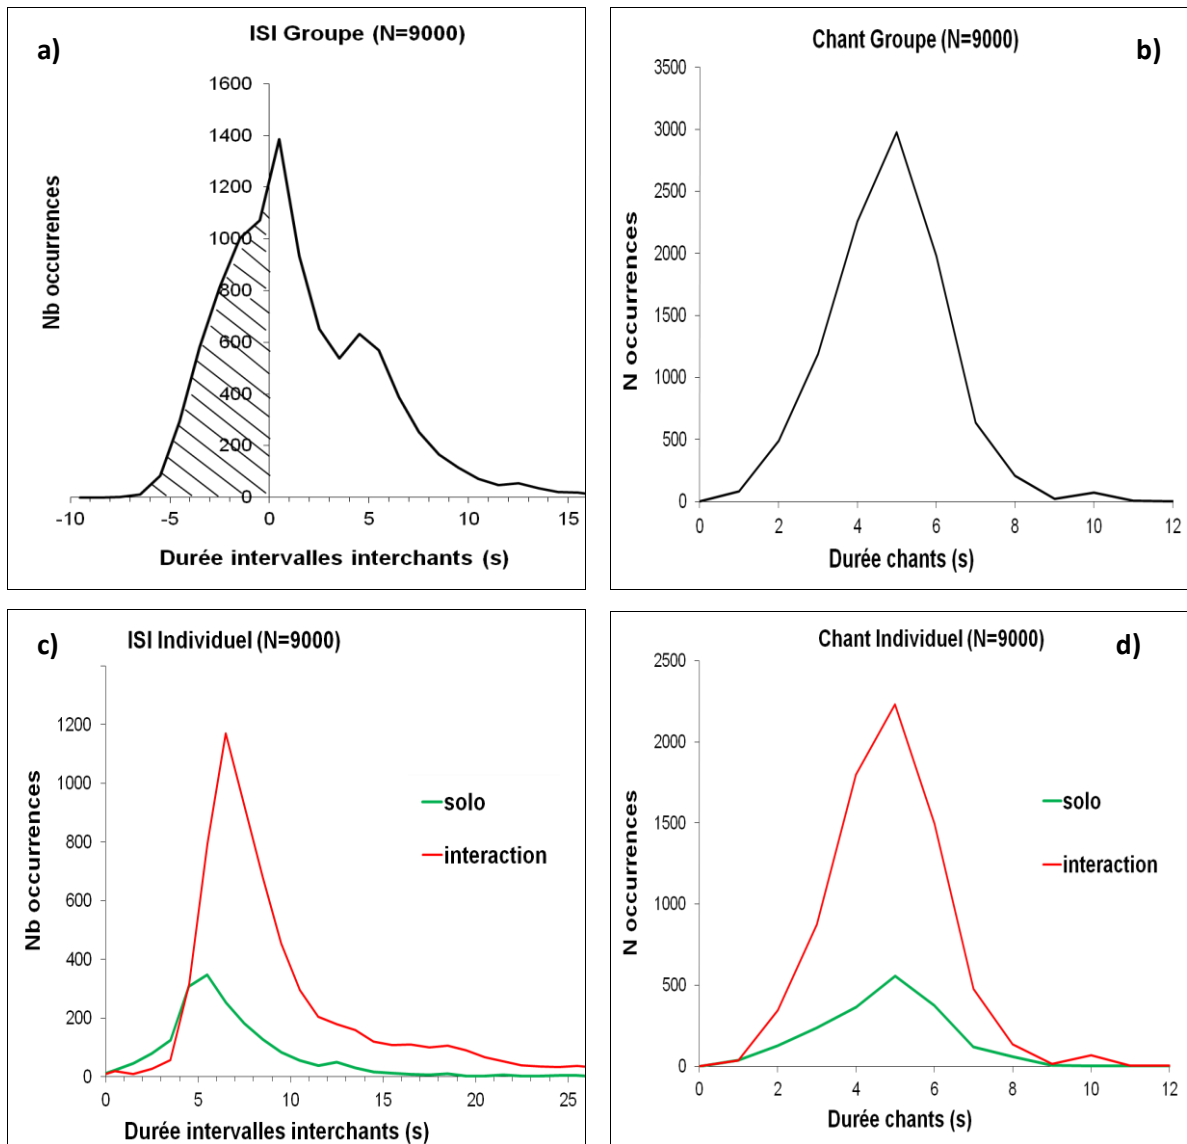 a)
ISI Groupe (N=9000)
1600
1400
1200
1000
800
600
400
200
0
-10 -5 0 5 10 15
Nb occurrences
Durée intervalles interchants (s)
b)
Chant Groupe (N=9000)
3500
3000
2500
2000
1500
1000
500
0
0 2 4 6 8 10 12
N occurrences
Durée chants (s)
c)
ISI Individuel (N=9000)
1200
1000
800
600
400
200
0
0 5 10 15 20 25
Nb occurrences
solo
interaction
Durée intervalles interchants (s)
d)
Chant Individuel (N=9000)
2500
2000
1500
1000
500
0
0 2 4 6 8 10 12
N occurrences
solo
interaction
Durée chants (s)